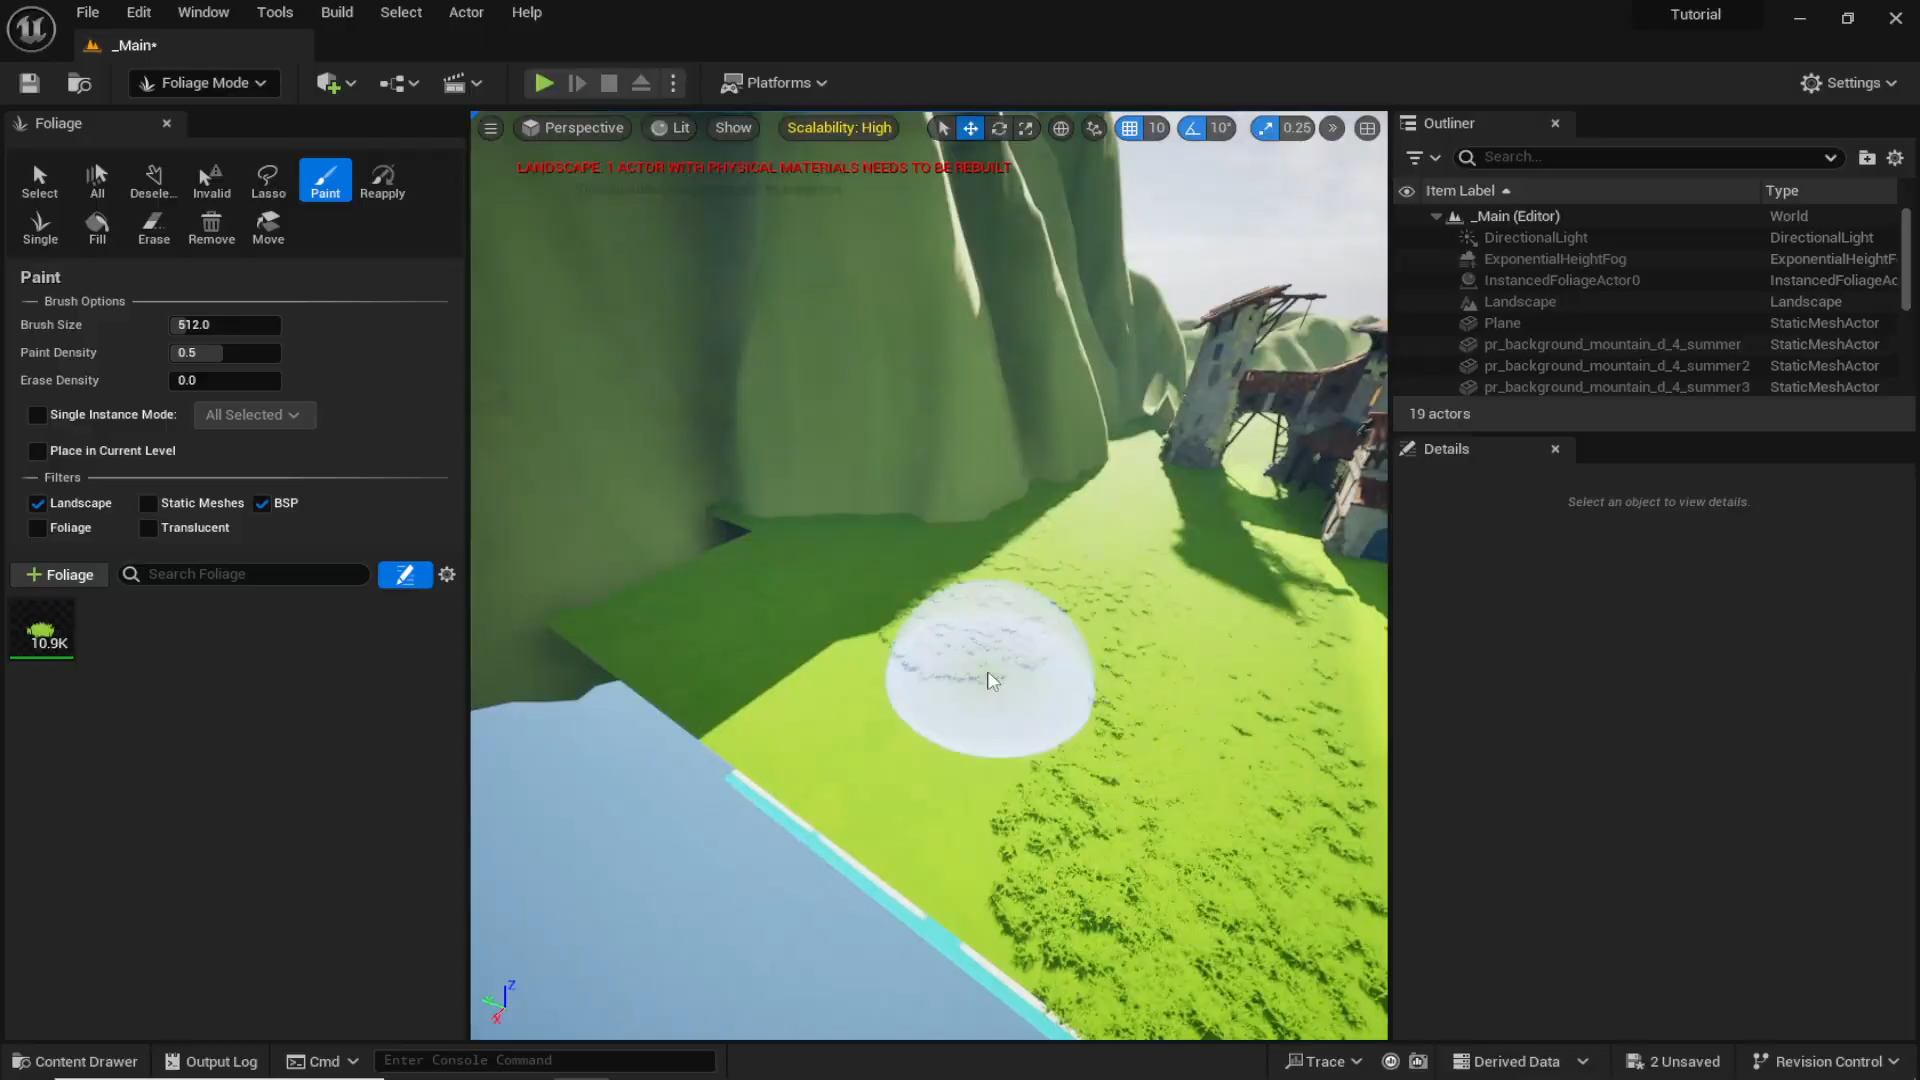 File Edit Window Tools Build Select Actor Help
Tutorial
_Main*
Foliage Mode
Platforms
Settings
Foliage
Perspective Lit Show Scalability: High 10 10° 0.25
Outliner
LANDSCAPE: 1 ACTOR WITH PHYSICAL MATERIALS NEEDS TO BE REBUILT
Search...
Select All Desele... Invalid Lasso Paint Reapply
Item Label Type
Single Fill Erase Remove Move
_Main (Editor) World
DirectionalLight DirectionalLight
ExponentialHeightFog ExponentialHeightF
InstancedFoliageActor0 InstancedFoliageAc
Landscape Landscape
Plane StaticMeshActor
pr_background_mountain_d_4_summer StaticMeshActor
pr_background_mountain_d_4_summer2 StaticMeshActor
pr_background_mountain_d_4_summer3 StaticMeshActor
19 actors
Paint
Brush Options
Brush Size 512.0
Paint Density 0.5
Erase Density 0.0
Single Instance Mode: All Selected
Place in Current Level
Filters
Landscape Static Meshes BSP
Foliage Translucent
Foliage Search Foliage
10.9K
Details
Select an object to view details.
Z
X
Content Drawer Output Log Cmd Enter Console Command Trace Derived Data 2 Unsaved Revision Control